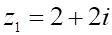 z₁ = 2 + 2i